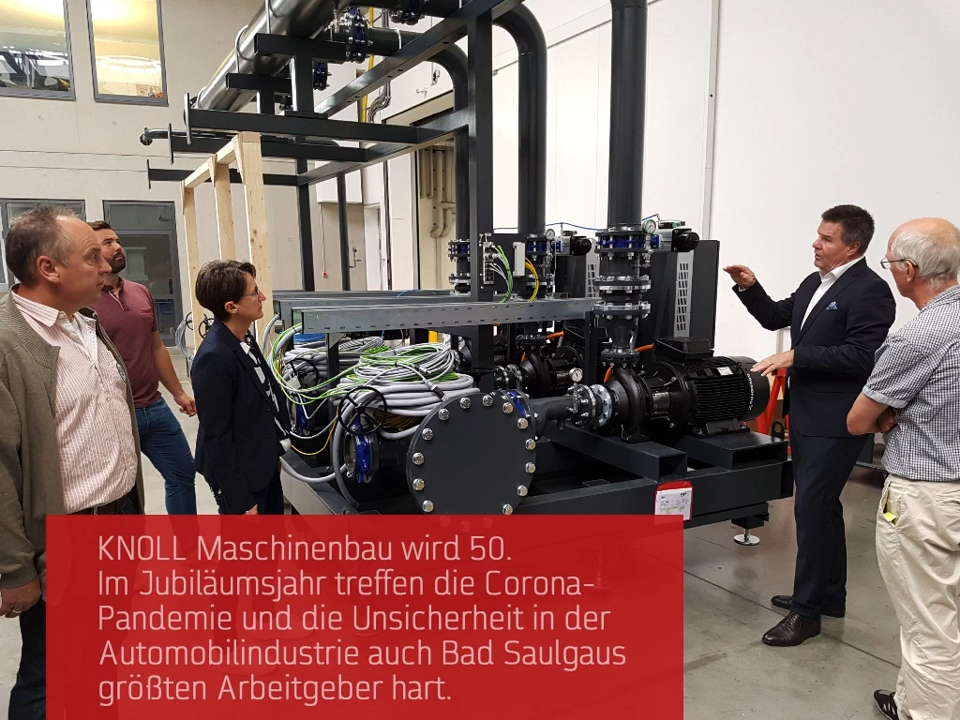 KNOLL Maschinenbau wird 50.
Im Jubiläumsjahr treffen die Corona-
Pandemie und die Unsicherheit in der
Automobilindustrie auch Bad Saulgaus
größten Arbeitgeber hart.